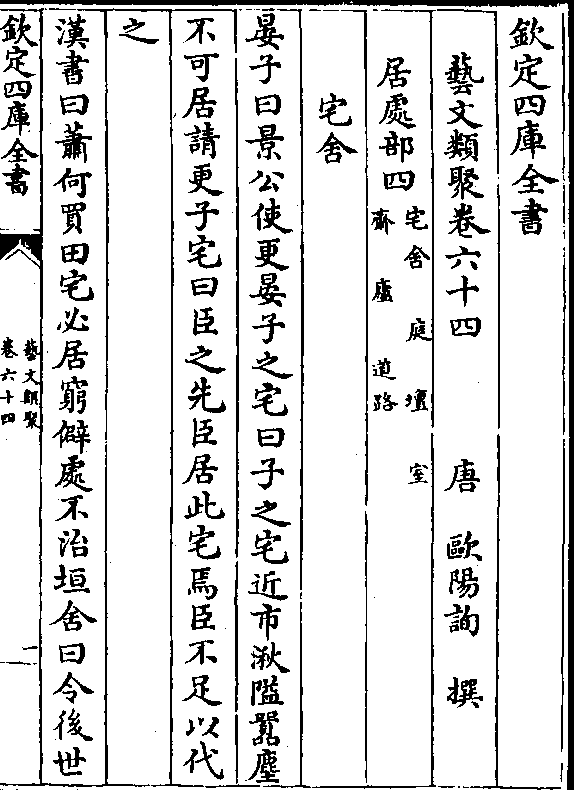 欽定四庫全書
藝文類聚卷六十四 唐 歐陽詢 撰
居處部四 宅舍 庭 壇 室
齋 廬 道路
宅舍
晏子曰景公使更晏子之宅曰子之宅近市湫隘囂塵
不可居請更子宅曰臣之先臣居此宅焉臣不足以代
之
漢書曰蕭何買田宅必居窮僻處不治垣舍曰令後世
欽定四庫全書
藝文類聚
卷六十四
一